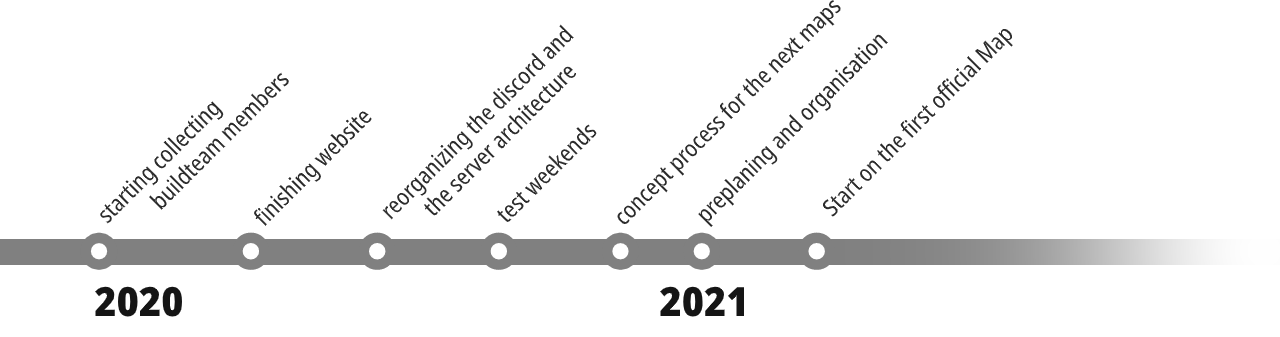 starting collecting
buildteam members
finishing website
reorganizing the discord and
the server architecture
test weekends
concept process for the next maps
preplaning and organisation
Start on the first official Map
2020
2021